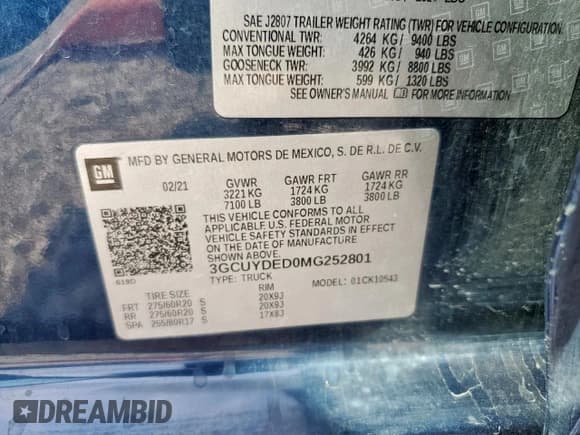 SAE J2807 TRAILER WEIGHT RATING (TWR) FOR VEHICLE CONFIGURATION.
CONVENTIONAL TWR: 4264 KG / 9400 LBS
MAX TONGUE WEIGHT: 426 KG / 940 LBS
GOOSENECK TWR: 3992 KG / 8800 LBS
MAX TONGUE WEIGHT: 599 KG / 1320 LBS
SEE OWNER'S MANUAL FOR MORE INFORMATION
GM
MFD BY GENERAL MOTORS DE MEXICO, S. DE R.L. DE C.V.
02/21 GVWR GAWR FRT GAWR RR
3221 KG 1724 KG 1724 KG
7100 LB 3800 LB 3800 LB
THIS VEHICLE CONFORMS TO ALL
APPLICABLE U.S. FEDERAL MOTOR
VEHICLE SAFETY STANDARDS IN EFFECT
ON THE DATE OF MANUFACTURE SHOWN ABOVE.
3GCUYDED0MG252801
TYPE: TRUCK MODEL: 01CK10543
TIRE SIZE RIM
FRT 275/60R20 S 20X9J
RR 275/60R20 S 20X9J
SPA 265/80R17 S 17X8J
DREAMBID